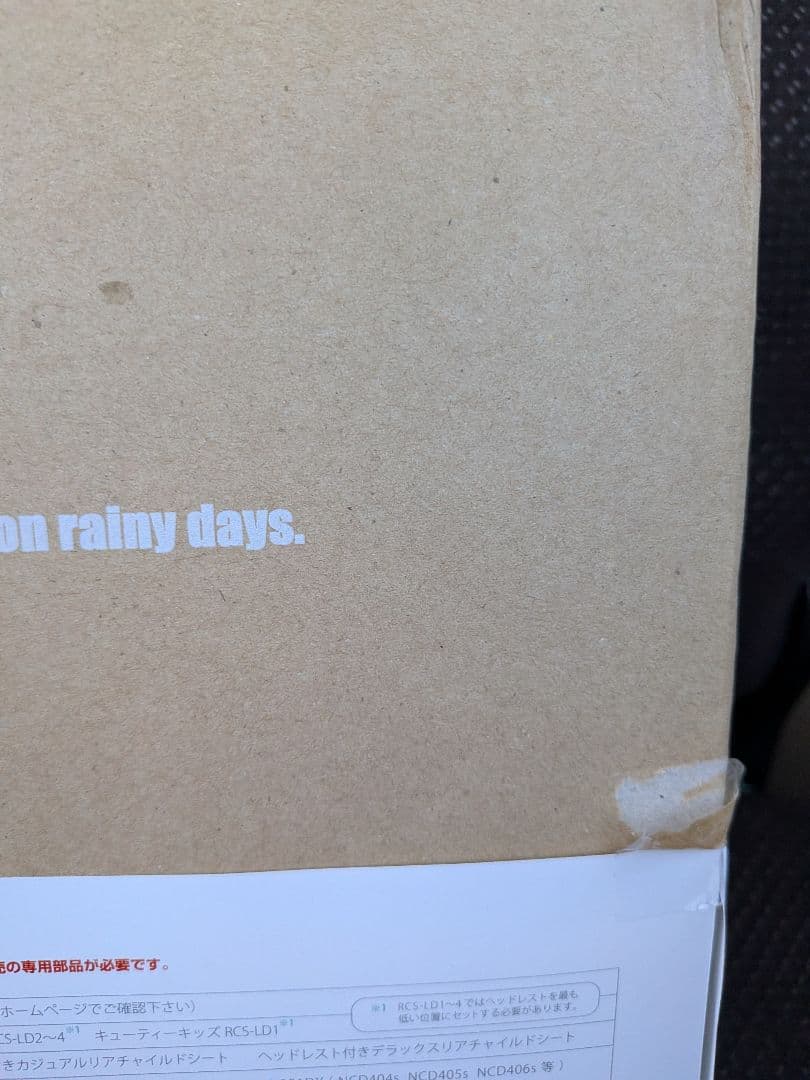 on rainy days.
の専用部品が必要です。
ホームページでご確認下さい）
※1 RCS-LD1〜4ではヘッドレストを最も
低い位置にセットする必要があります。
CS-LD2〜4※1 キューティーキッズ RCS-LD1※1
きカジュアルリアチャイルドシート ヘッドレスト付きデラックスリアチャイルドシート
NCD404s NCD405s NCD406s 等）